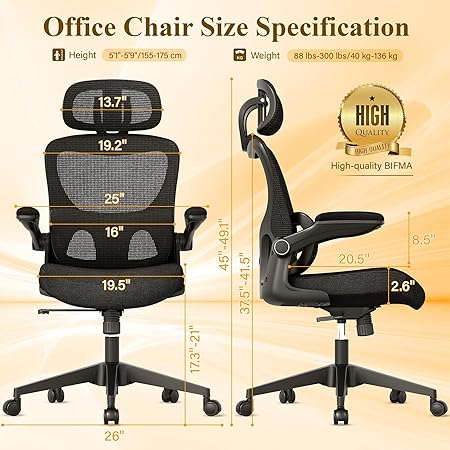 Office Chair Size Specification
Height 5'1"-5'9"/155-175 cm
KG Weight 88 lbs-300 lbs/40 kg-136 kg
13.7"
19.2"
25"
16"
19.5"
17.3"-21"
26"
45"-49.1"
37.5"-41.5"
HIGH
QUALITY
High-quality BIFMA
8.5"
20.5"
2.6"